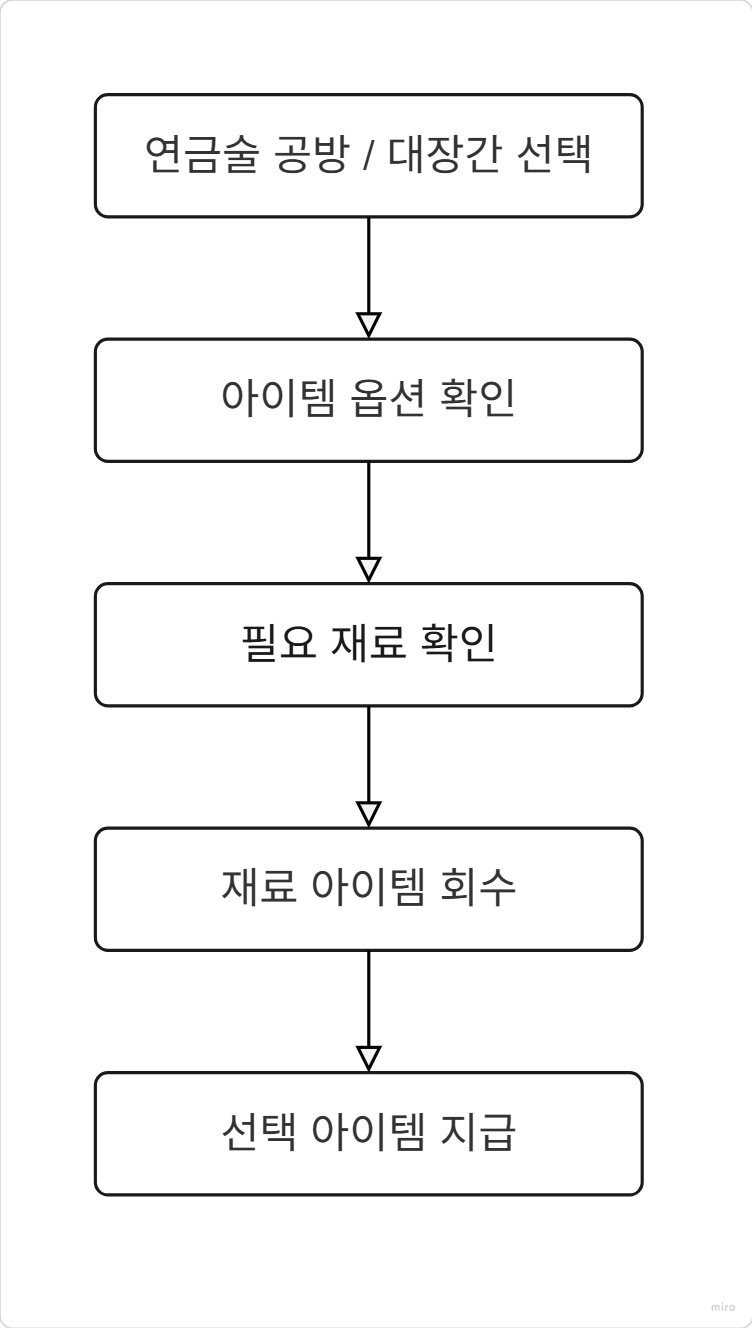 연금술 공방 / 대장간 선택
아이템 옵션 확인
필요 재료 확인
재료 아이템 회수
선택 아이템 지급
miro